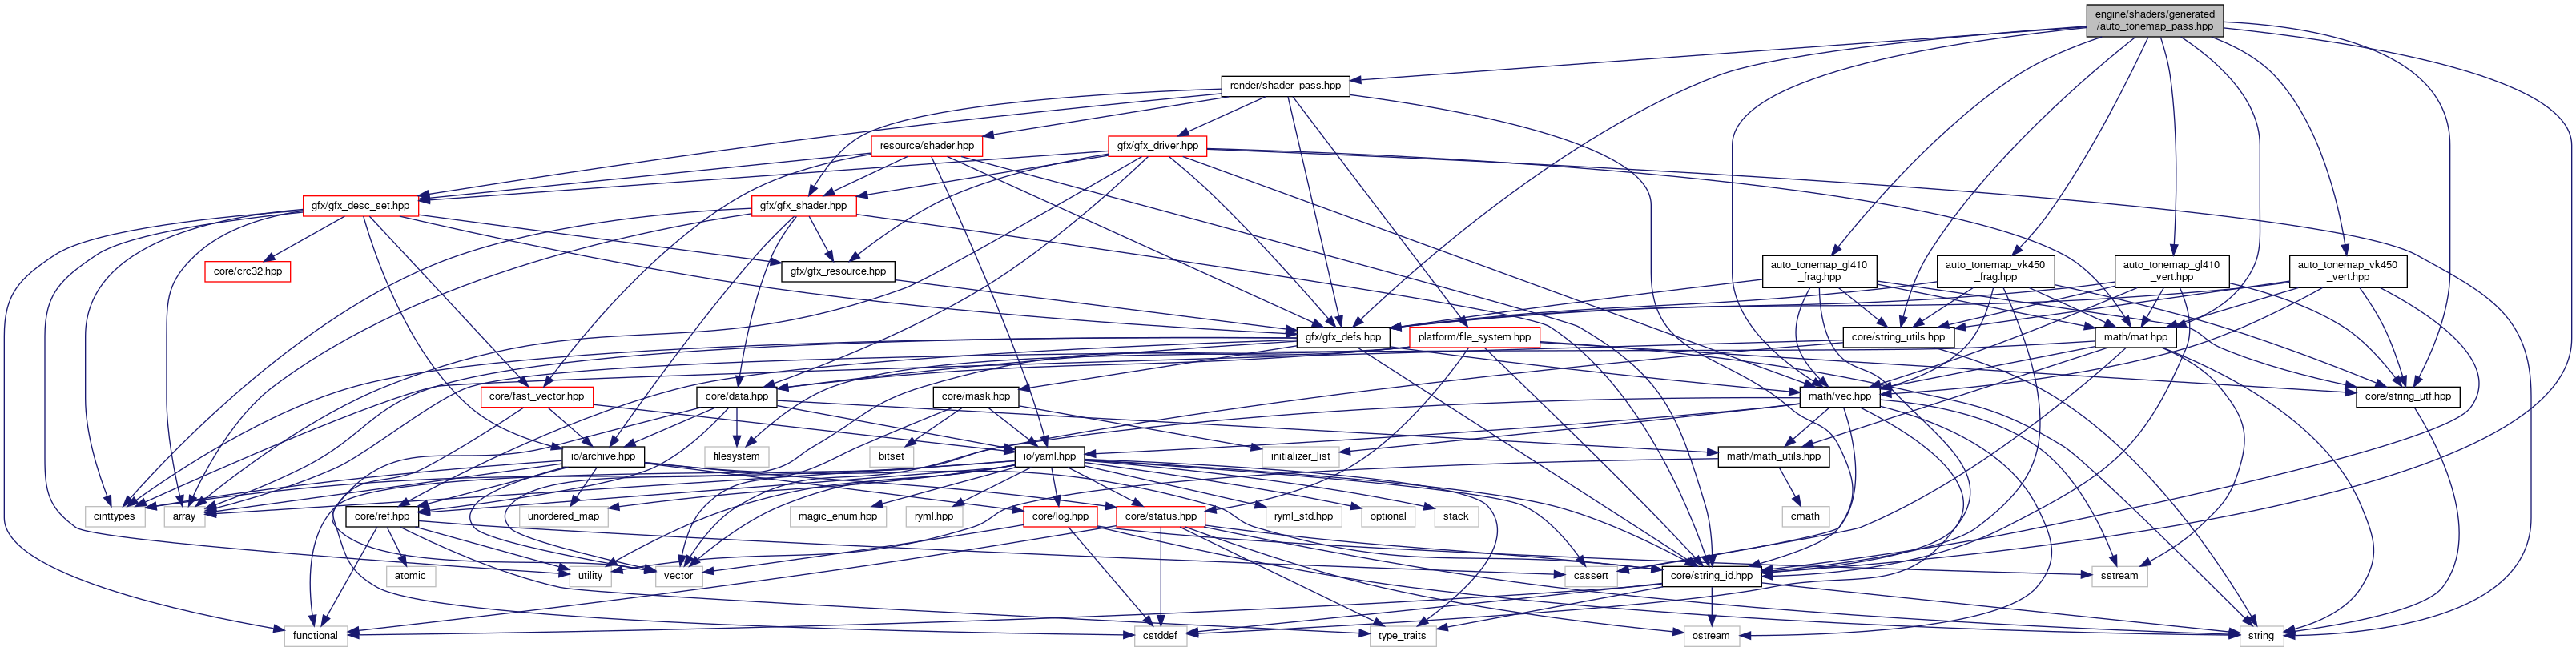 engine/shaders/generated
/auto_tonemap_pass.hpp
render/shader_pass.hpp
resource/shader.hpp
gfx/gfx_driver.hpp
gfx/gfx_desc_set.hpp
gfx/gfx_shader.hpp
core/crc32.hpp
gfx/gfx_resource.hpp
auto_tonemap_gl410
_frag.hpp
auto_tonemap_vk450
_frag.hpp
auto_tonemap_gl410
_vert.hpp
auto_tonemap_vk450
_vert.hpp
gfx/gfx_defs.hpp
platform/file_system.hpp
core/string_utils.hpp
math/mat.hpp
core/fast_vector.hpp
core/data.hpp
core/mask.hpp
math/vec.hpp
core/string_utf.hpp
io/archive.hpp
filesystem
bitset
io/yaml.hpp
initializer_list
math/math_utils.hpp
cinttypes
array
core/ref.hpp
unordered_map
magic_enum.hpp
ryml.hpp
core/log.hpp
core/status.hpp
ryml_std.hpp
optional
stack
cmath
atomic
utility
vector
cassert
core/string_id.hpp
sstream
functional
cstddef
type_traits
ostream
string